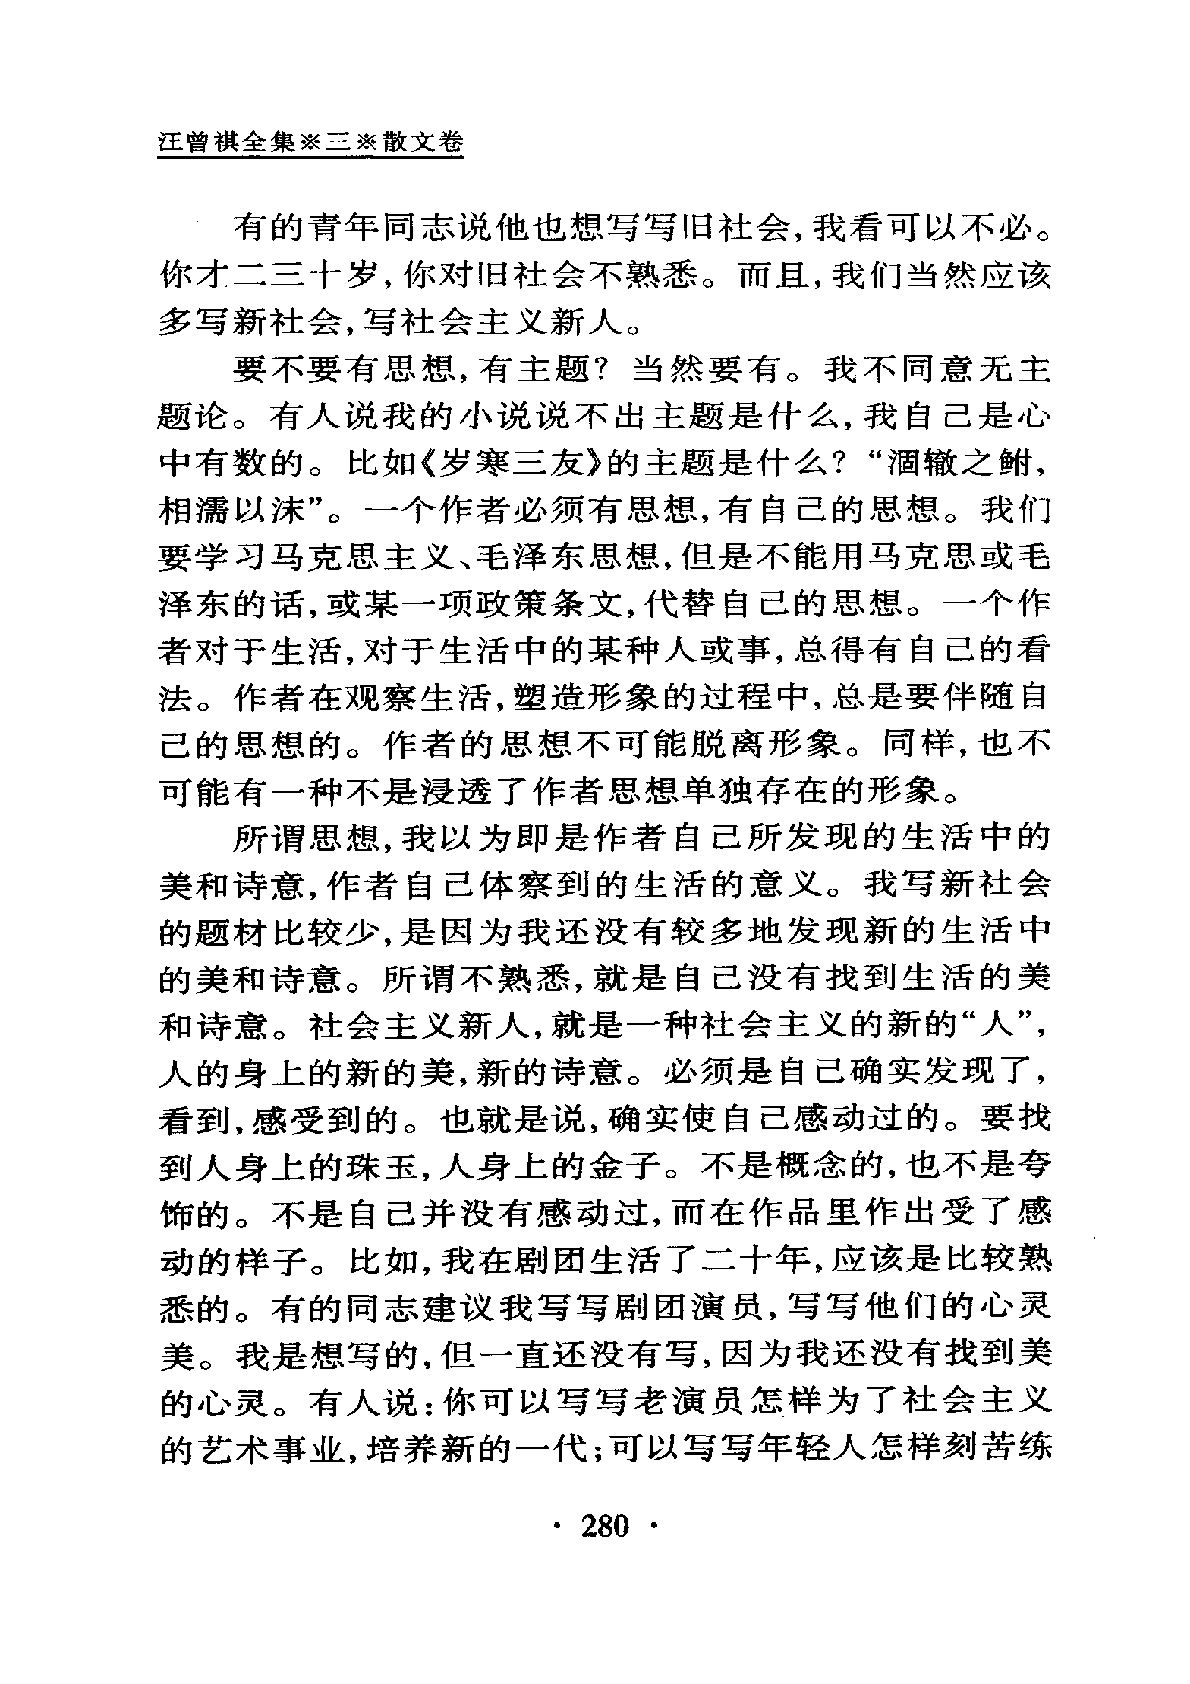 汪曾祺全集※三※散文卷
有的青年同志说他也想写写旧社会,我看可以不必。
你才二三十岁,你对旧社会不熟悉。而且,我们当然应该
多写新社会,写社会主义新人。
要不要有思想,有主题?当然要有。我不同意无主
题论。有人说我的小说说不出主题是什么,我自己是心
中有数的。比如《岁寒三友》的主题是什么?“涸辙之鲋,
相濡以沫”。一个作者必须有思想,有自己的思想。我们
要学习马克思主义、毛泽东思想,但是不能用马克思或毛
泽东的话,或某一项政策条文,代替自己的思想。一个作
者对于生活,对于生活中的某种人或事,总得有自己的看
法。作者在观察生活,塑造形象的过程中,总是要伴随自
己的思想的。作者的思想不可能脱离形象。同样,也不
可能有一种不是浸透了作者思想单独存在的形象。
所谓思想,我以为即是作者自己所发现的生活中的
美和诗意,作者自己体察到的生活的意义。我写新社会
的题材比较少,是因为我还没有较多地发现新的生活中
的美和诗意。所谓不熟悉,就是自己没有找到生活的美
和诗意。社会主义新人,就是一种社会主义的新的“人”,
人的身上的新的美,新的诗意。必须是自己确实发现了,
看到,感受到的。也就是说,确实使自己感动过的。要找
到人身上的珠玉,人身上的金子。不是概念的,也不是夸
饰的。不是自己并没有感动过,而在作品里作出受了感
动的样子。比如,我在剧团生活了二十年,应该是比较熟
悉的。有的同志建议我写写剧团演员,写写他们的心灵
美。我是想写的,但一直还没有写,因为我还没有找到美
的心灵。有人说:你可以写写老演员怎样为了社会主义
的艺术事业,培养新的一代;可以写写年轻人怎样刻苦练
· 280 ·